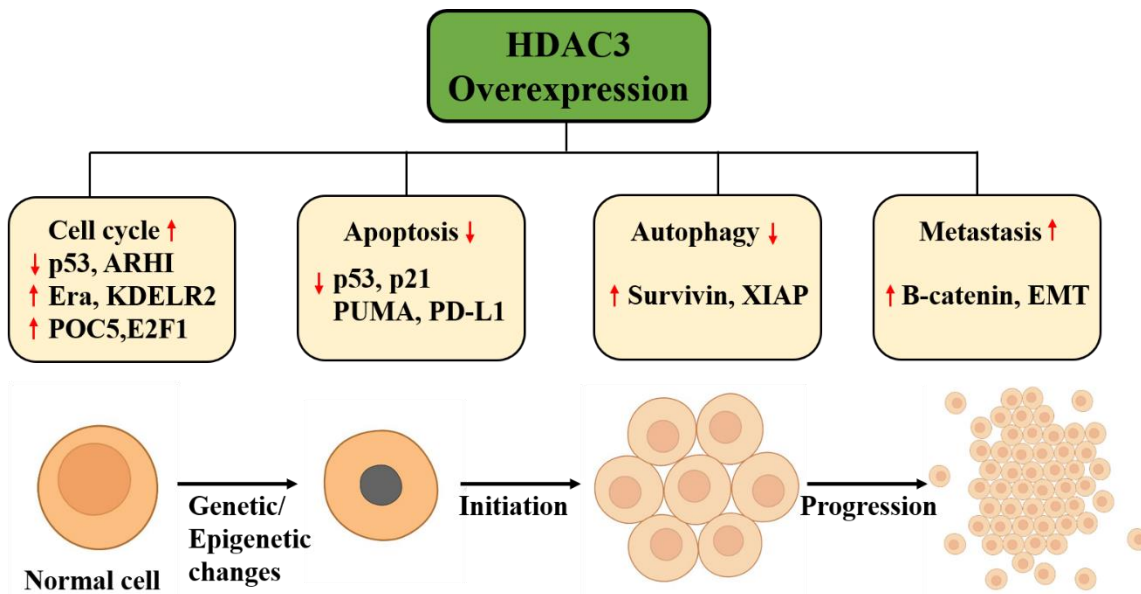 HDAC3
Overexpression
Cell cycle ↑
↓ p53, ARHI
↑ Era, KDELR2
↑ POC5,E2F1
Apoptosis ↓
↓ p53, p21
PUMA, PD-L1
Autophagy ↓
↑ Survivin, XIAP
Metastasis ↑
↑ B-catenin, EMT
Normal cell
Genetic/
Epigenetic
changes
Initiation
Progression